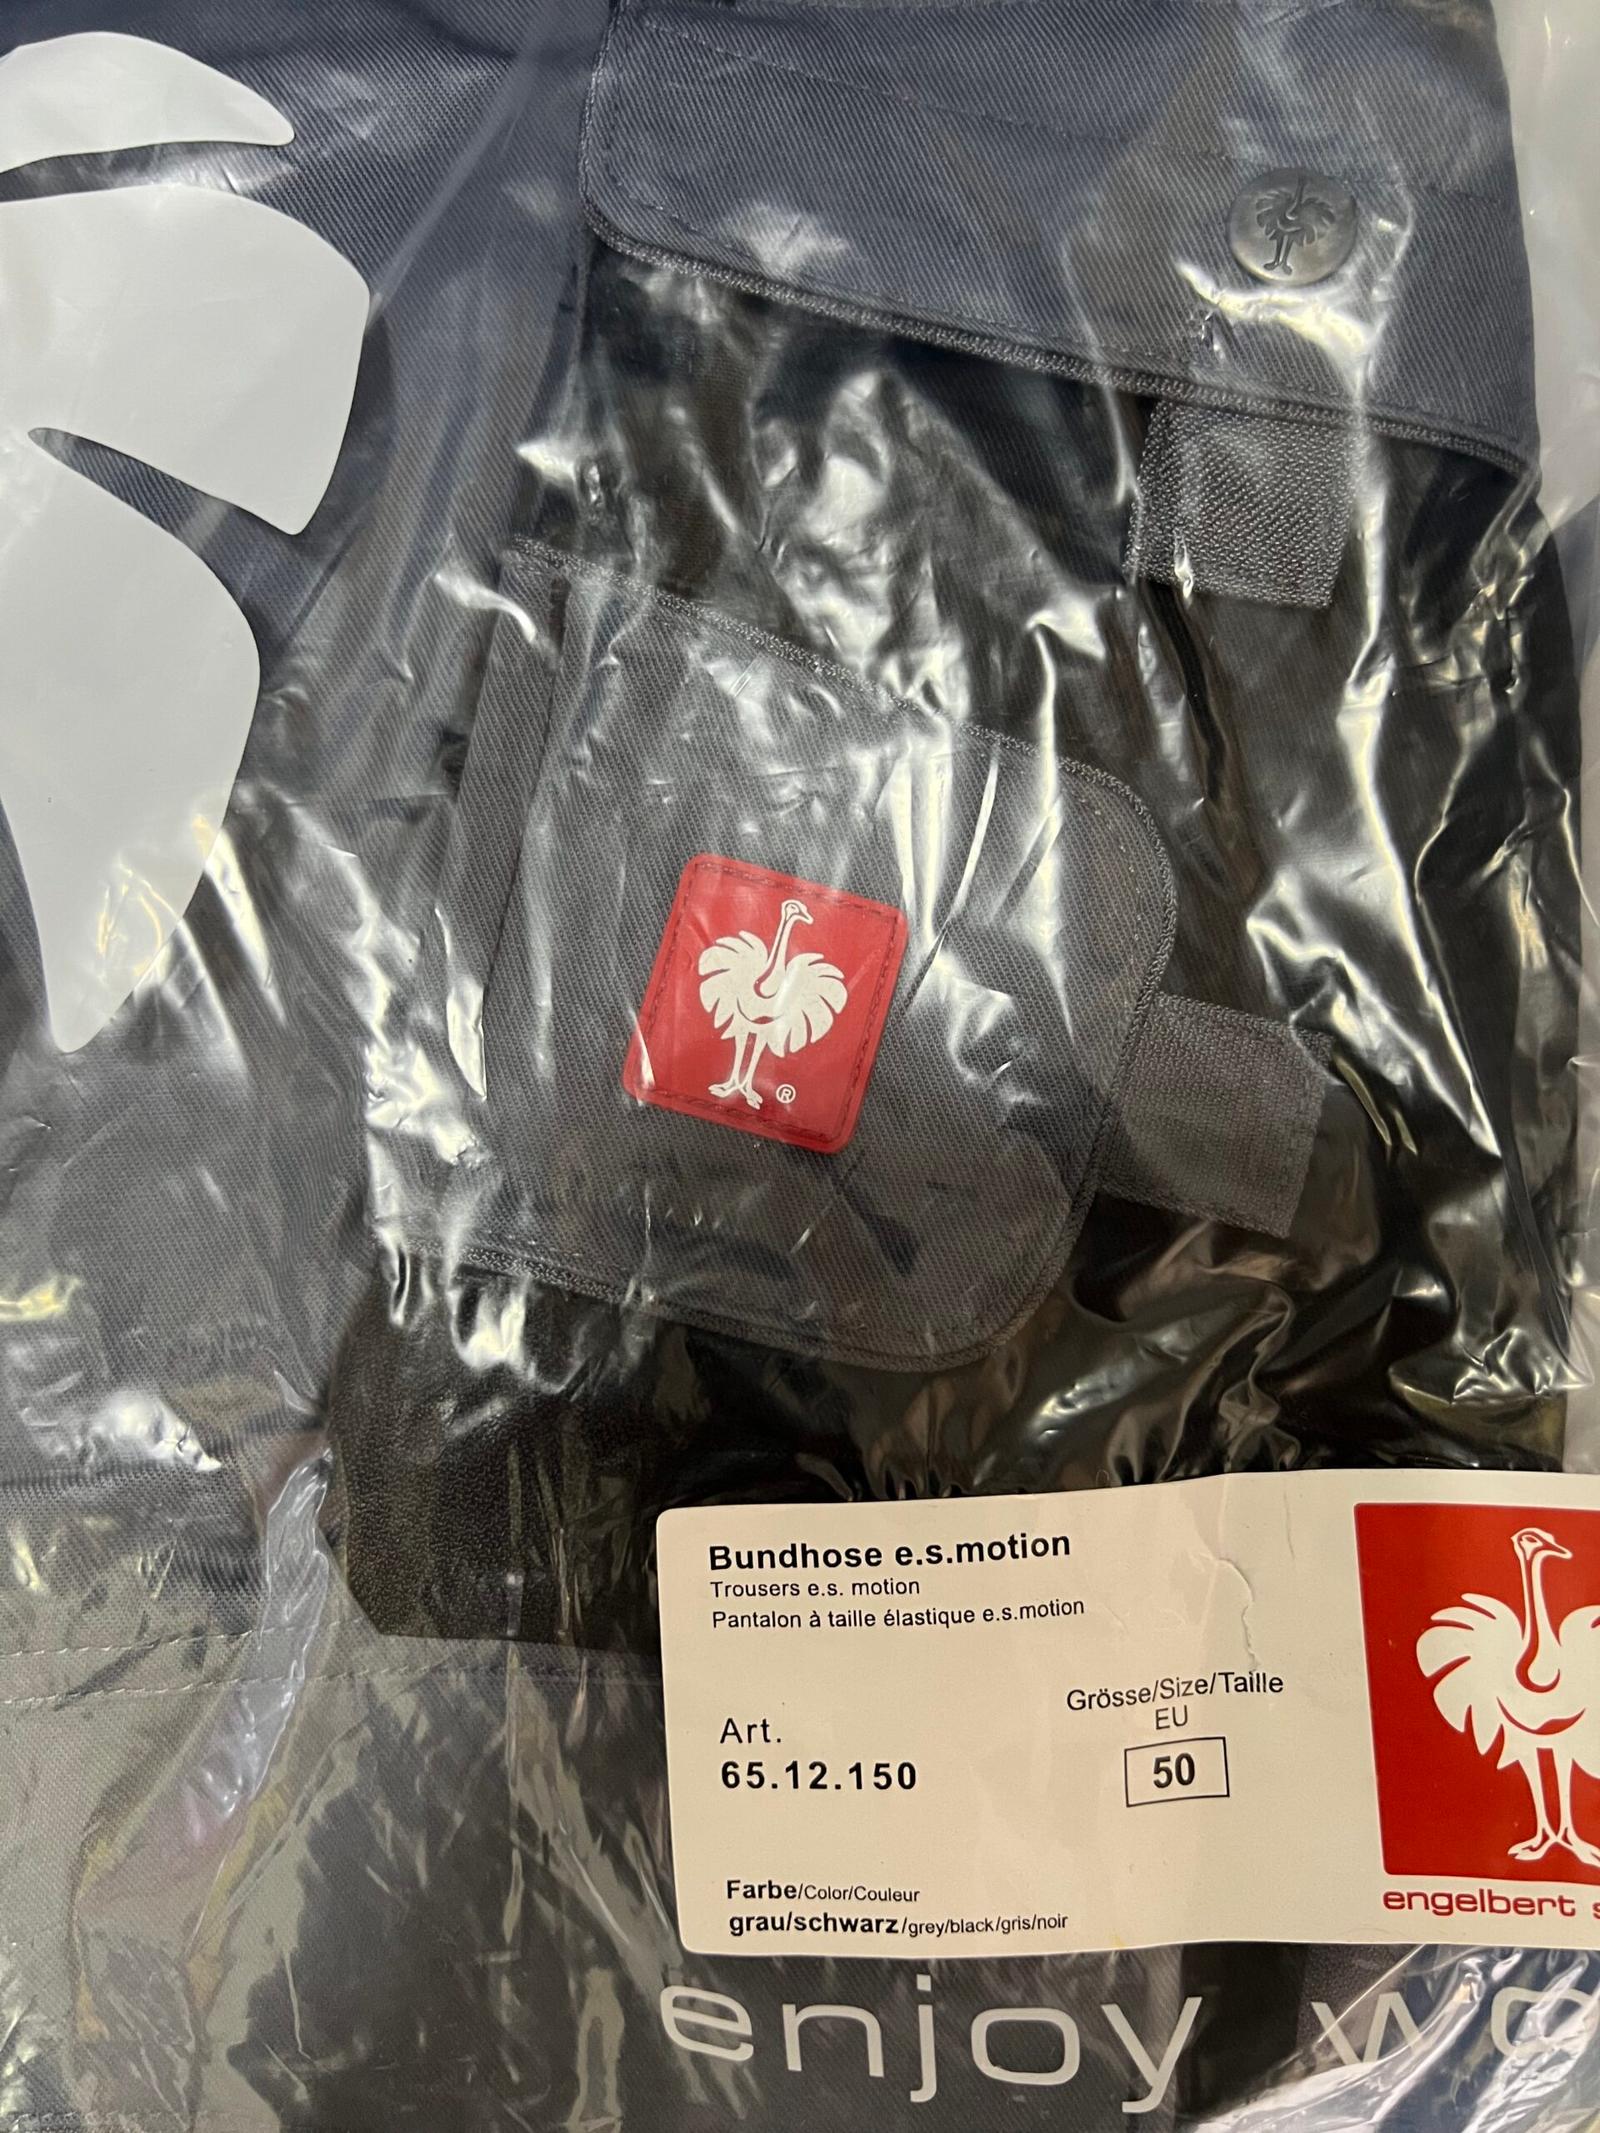 ®
Bundhose e.s.motion
Trousers e.s. motion
Pantalon à taille élastique e.s.motion
Grösse/Size/Taille
EU
50
Art.
65.12.150
Farbe/Color/Couleur
grau/schwarz/grey/black/gris/noir
engelbert
enjoy